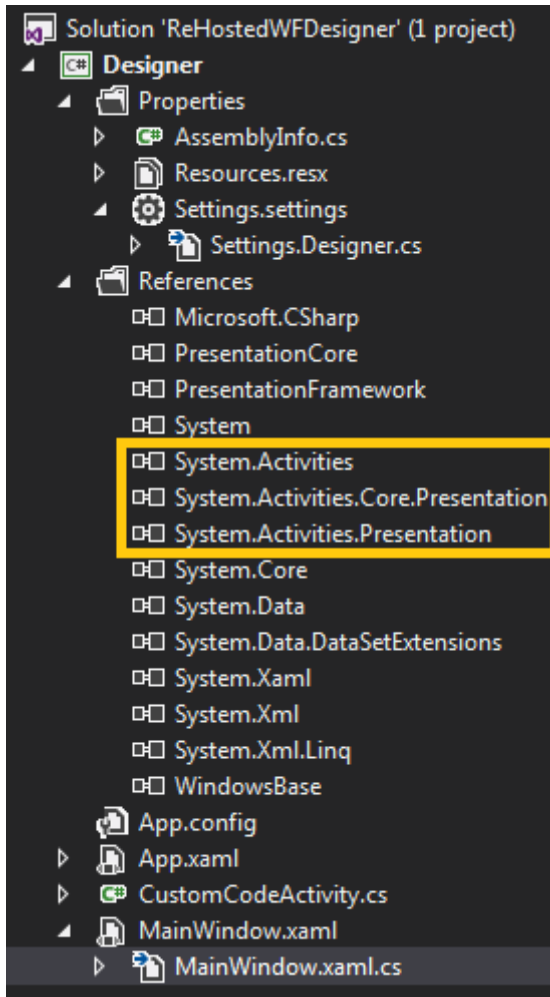 Solution 'ReHostedWFDesigner' (1 project)
C# Designer
Properties
C# AssemblyInfo.cs
Resources.resx
Settings.settings
Settings.Designer.cs
References
Microsoft.CSharp
PresentationCore
PresentationFramework
System
System.Activities
System.Activities.Core.Presentation
System.Activities.Presentation
System.Core
System.Data
System.Data.DataSetExtensions
System.Xaml
System.Xml
System.Xml.Linq
WindowsBase
App.config
App.xaml
C# CustomCodeActivity.cs
MainWindow.xaml
MainWindow.xaml.cs